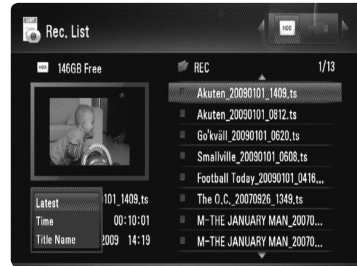 Rec. List
HDD
HDD 146GB Free
REC 1/13
Akuten_20090101_1409,ts
Akuten_20090101_0812,ts
Go'kväll_20090101_0620,ts
Smallville_20090101_0608,ts
Football Today_20090101_0416...
The O.C,_20070926_1349,ts
M-THE JANUARY MAN_20070...
M-THE JANUARY MAN_20070...
101_1409,ts
00:10:01
2009 14:19
Latest
Time
Title Name